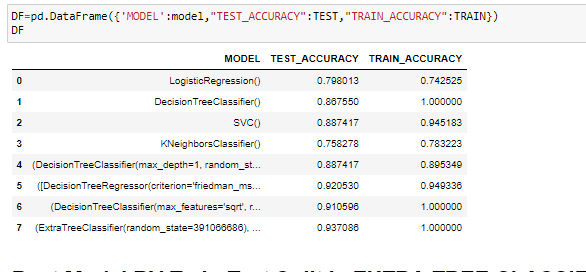 DF=pd.DataFrame({'MODEL':model,"TEST_ACCURACY":TEST,"TRAIN_ACCURACY":TRAIN})
DF
MODEL TEST_ACCURACY TRAIN_ACCURACY
0 LogisticRegression() 0.798013 0.742525
1 DecisionTreeClassifier() 0.867550 1.000000
2 SVC() 0.887417 0.945183
3 KNeighborsClassifier() 0.758278 0.783223
4 (DecisionTreeClassifier(max_depth=1, random_st... 0.887417 0.895349
5 ([DecisionTreeRegressor(criterion='friedman_ms... 0.920530 0.949336
6 (DecisionTreeClassifier(max_features='sqrt', r... 0.910596 1.000000
7 (ExtraTreeClassifier(random_state=391066686), ... 0.937086 1.000000